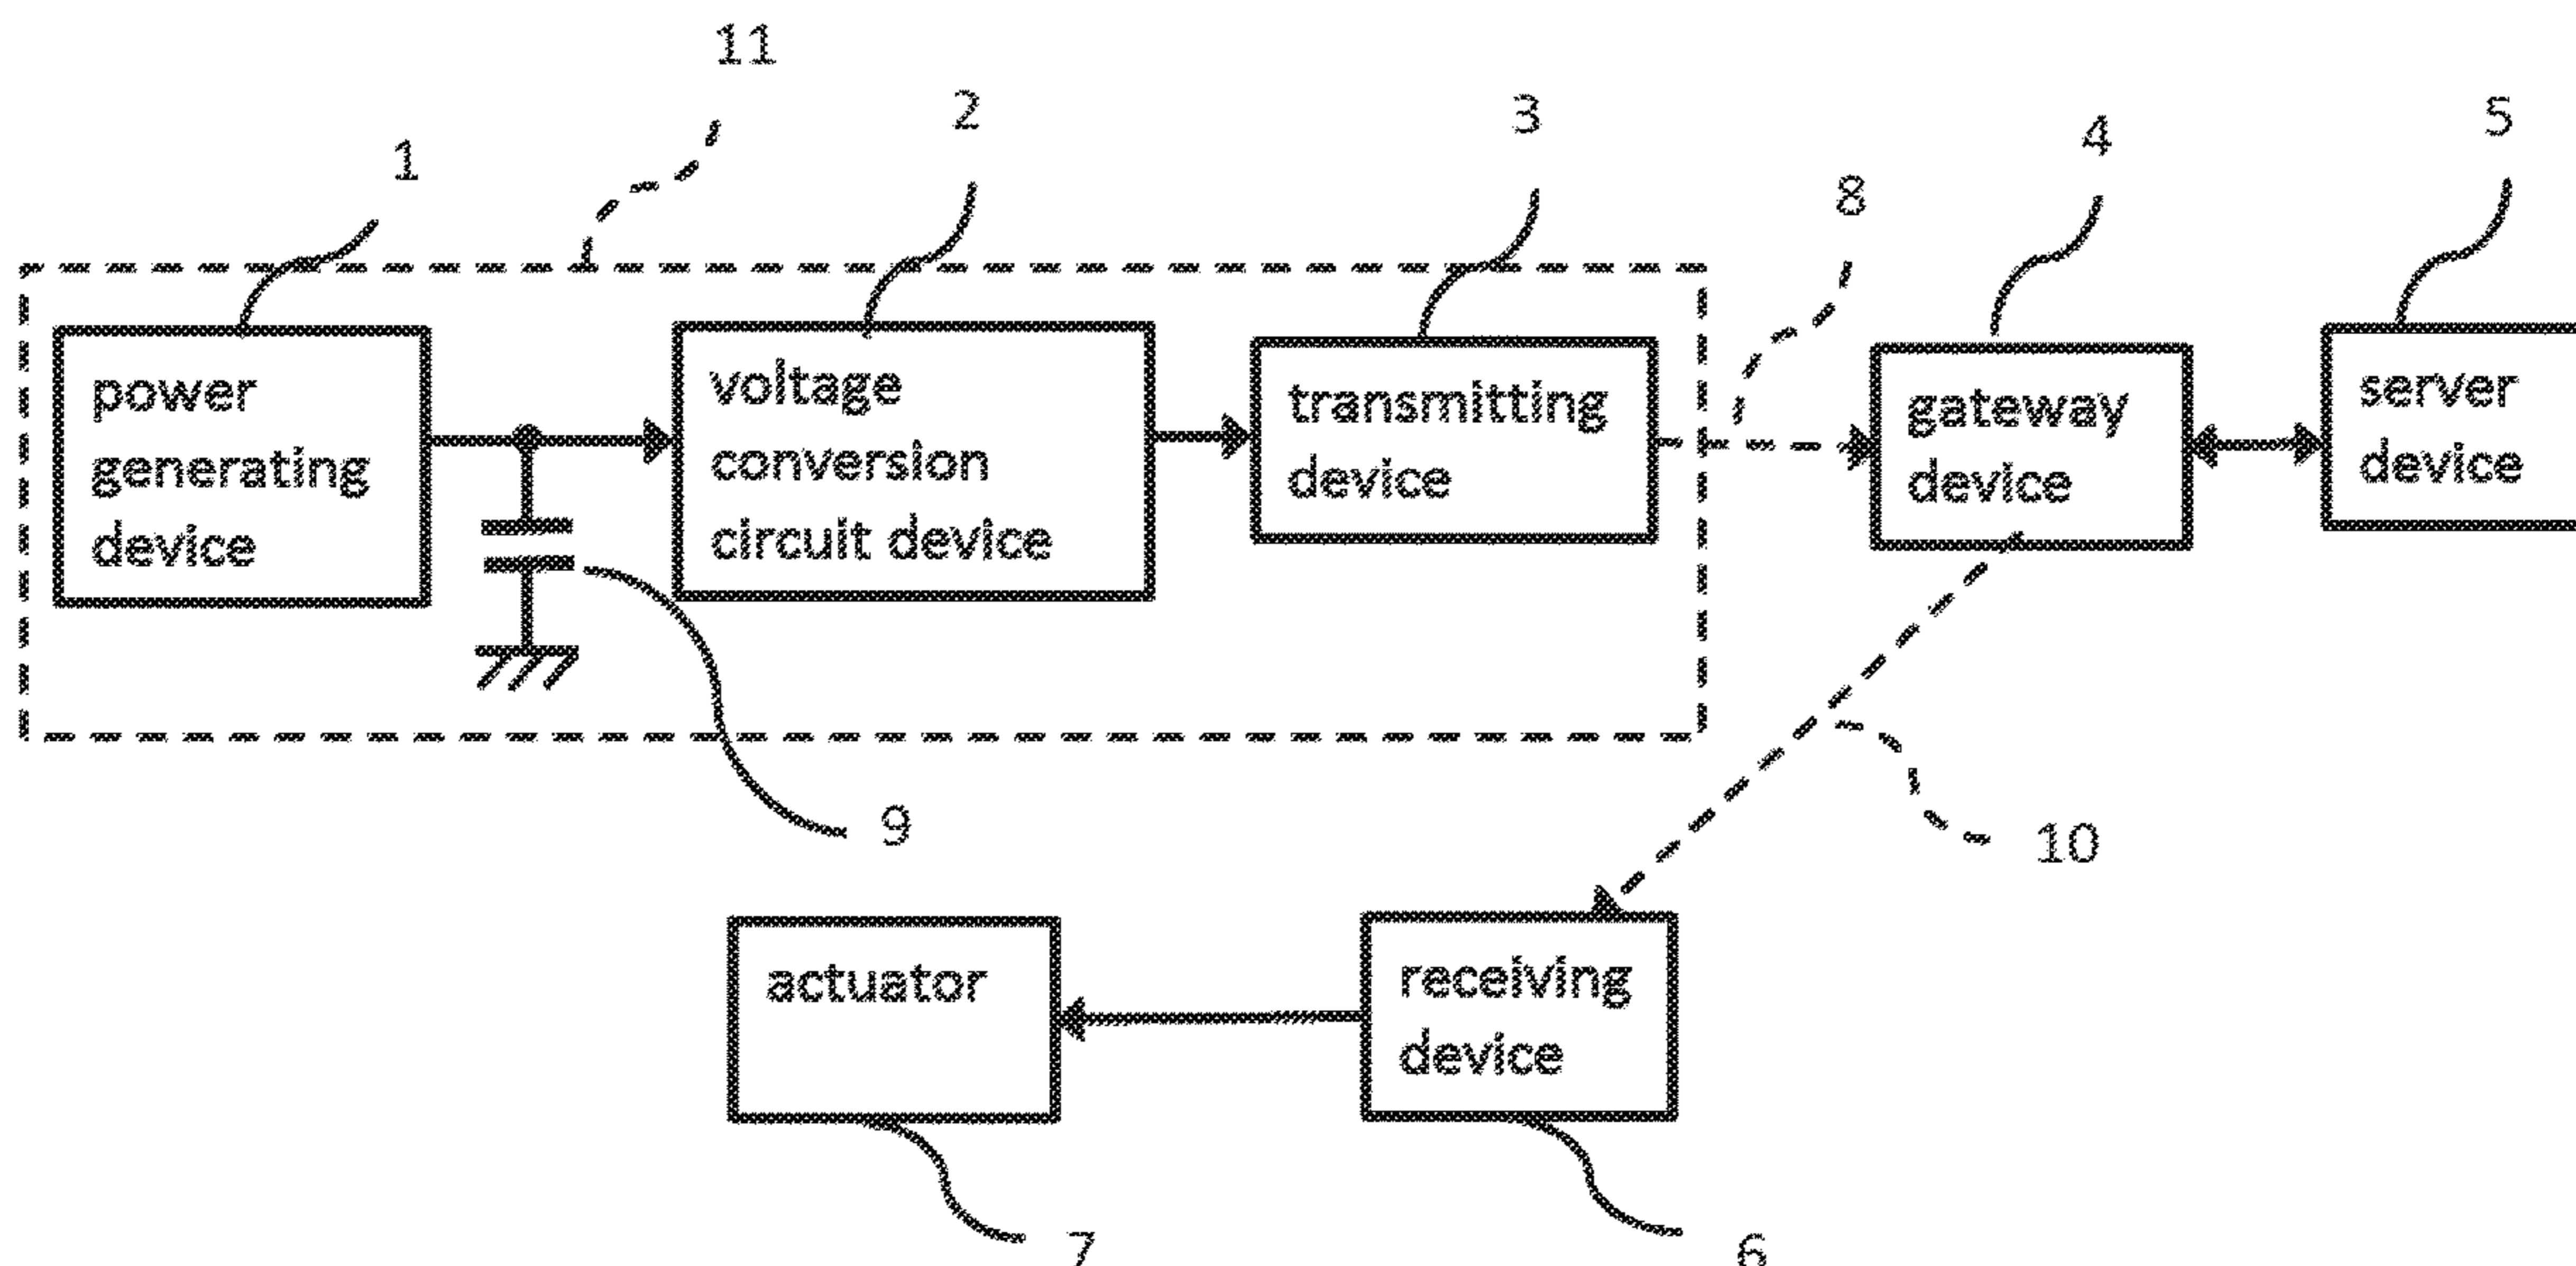 11
2
3
5
4
1
8
power
generating
device
voltage
conversion
circuit device
transmitting
device
gateway
device
server
device
9
10
actuator
receiving
device
7
6